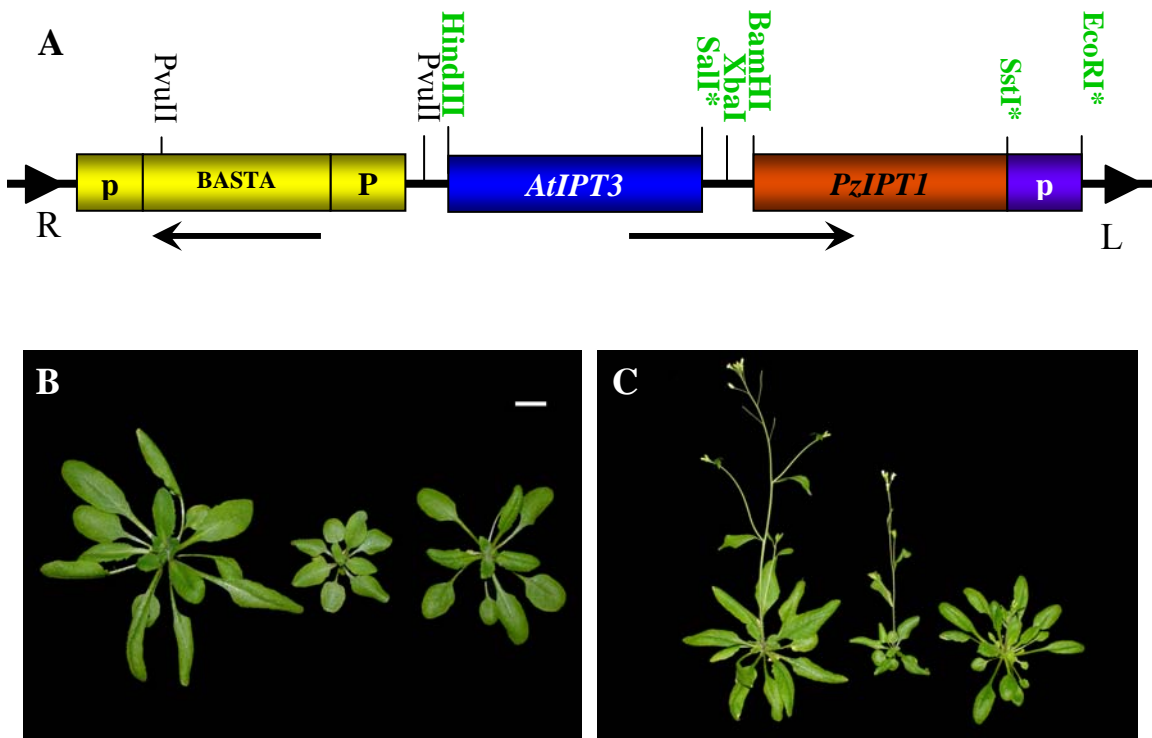 A
PvuII
PvuII
HindIII
SalI*
XbaI
BamHI
SstI*
EcoRI*
p
BASTA
P
AtIPT3
PzIPT1
p
R
L
B
C